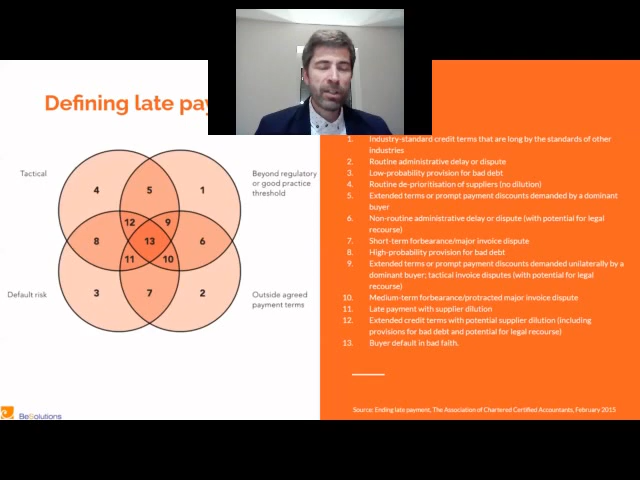 Defining late pay
Tactical
Beyond regulatory
or good practice
threshold
Default risk
Outside agreed
payment terms
4
5
1
12
9
8
13
6
11
10
3
7
2
1. Industry-standard credit terms that are long by the standards of other
industries
2. Routine administrative delay or dispute
3. Low-probability provision for bad debt
4. Routine de-prioritisation of suppliers (no dilution)
5. Extended terms or prompt payment discounts demanded by a dominant
buyer
6. Non-routine administrative delay or dispute (with potential for legal
recourse)
7. Short-term forbearance/major invoice dispute
8. High-probability provision for bad debt
9. Extended terms or prompt payment discounts demanded unilaterally by a
dominant buyer; tactical invoice disputes (with potential for legal
recourse)
10. Medium-term forbearance/protracted major invoice dispute
11. Late payment with supplier dilution
12. Extended credit terms with potential supplier dilution (including
provisions for bad debt and potential for legal recourse)
13. Buyer default in bad faith.
Source: Ending late payment, The Association of Chartered Certified Accountants, February 2015
BeSolutions